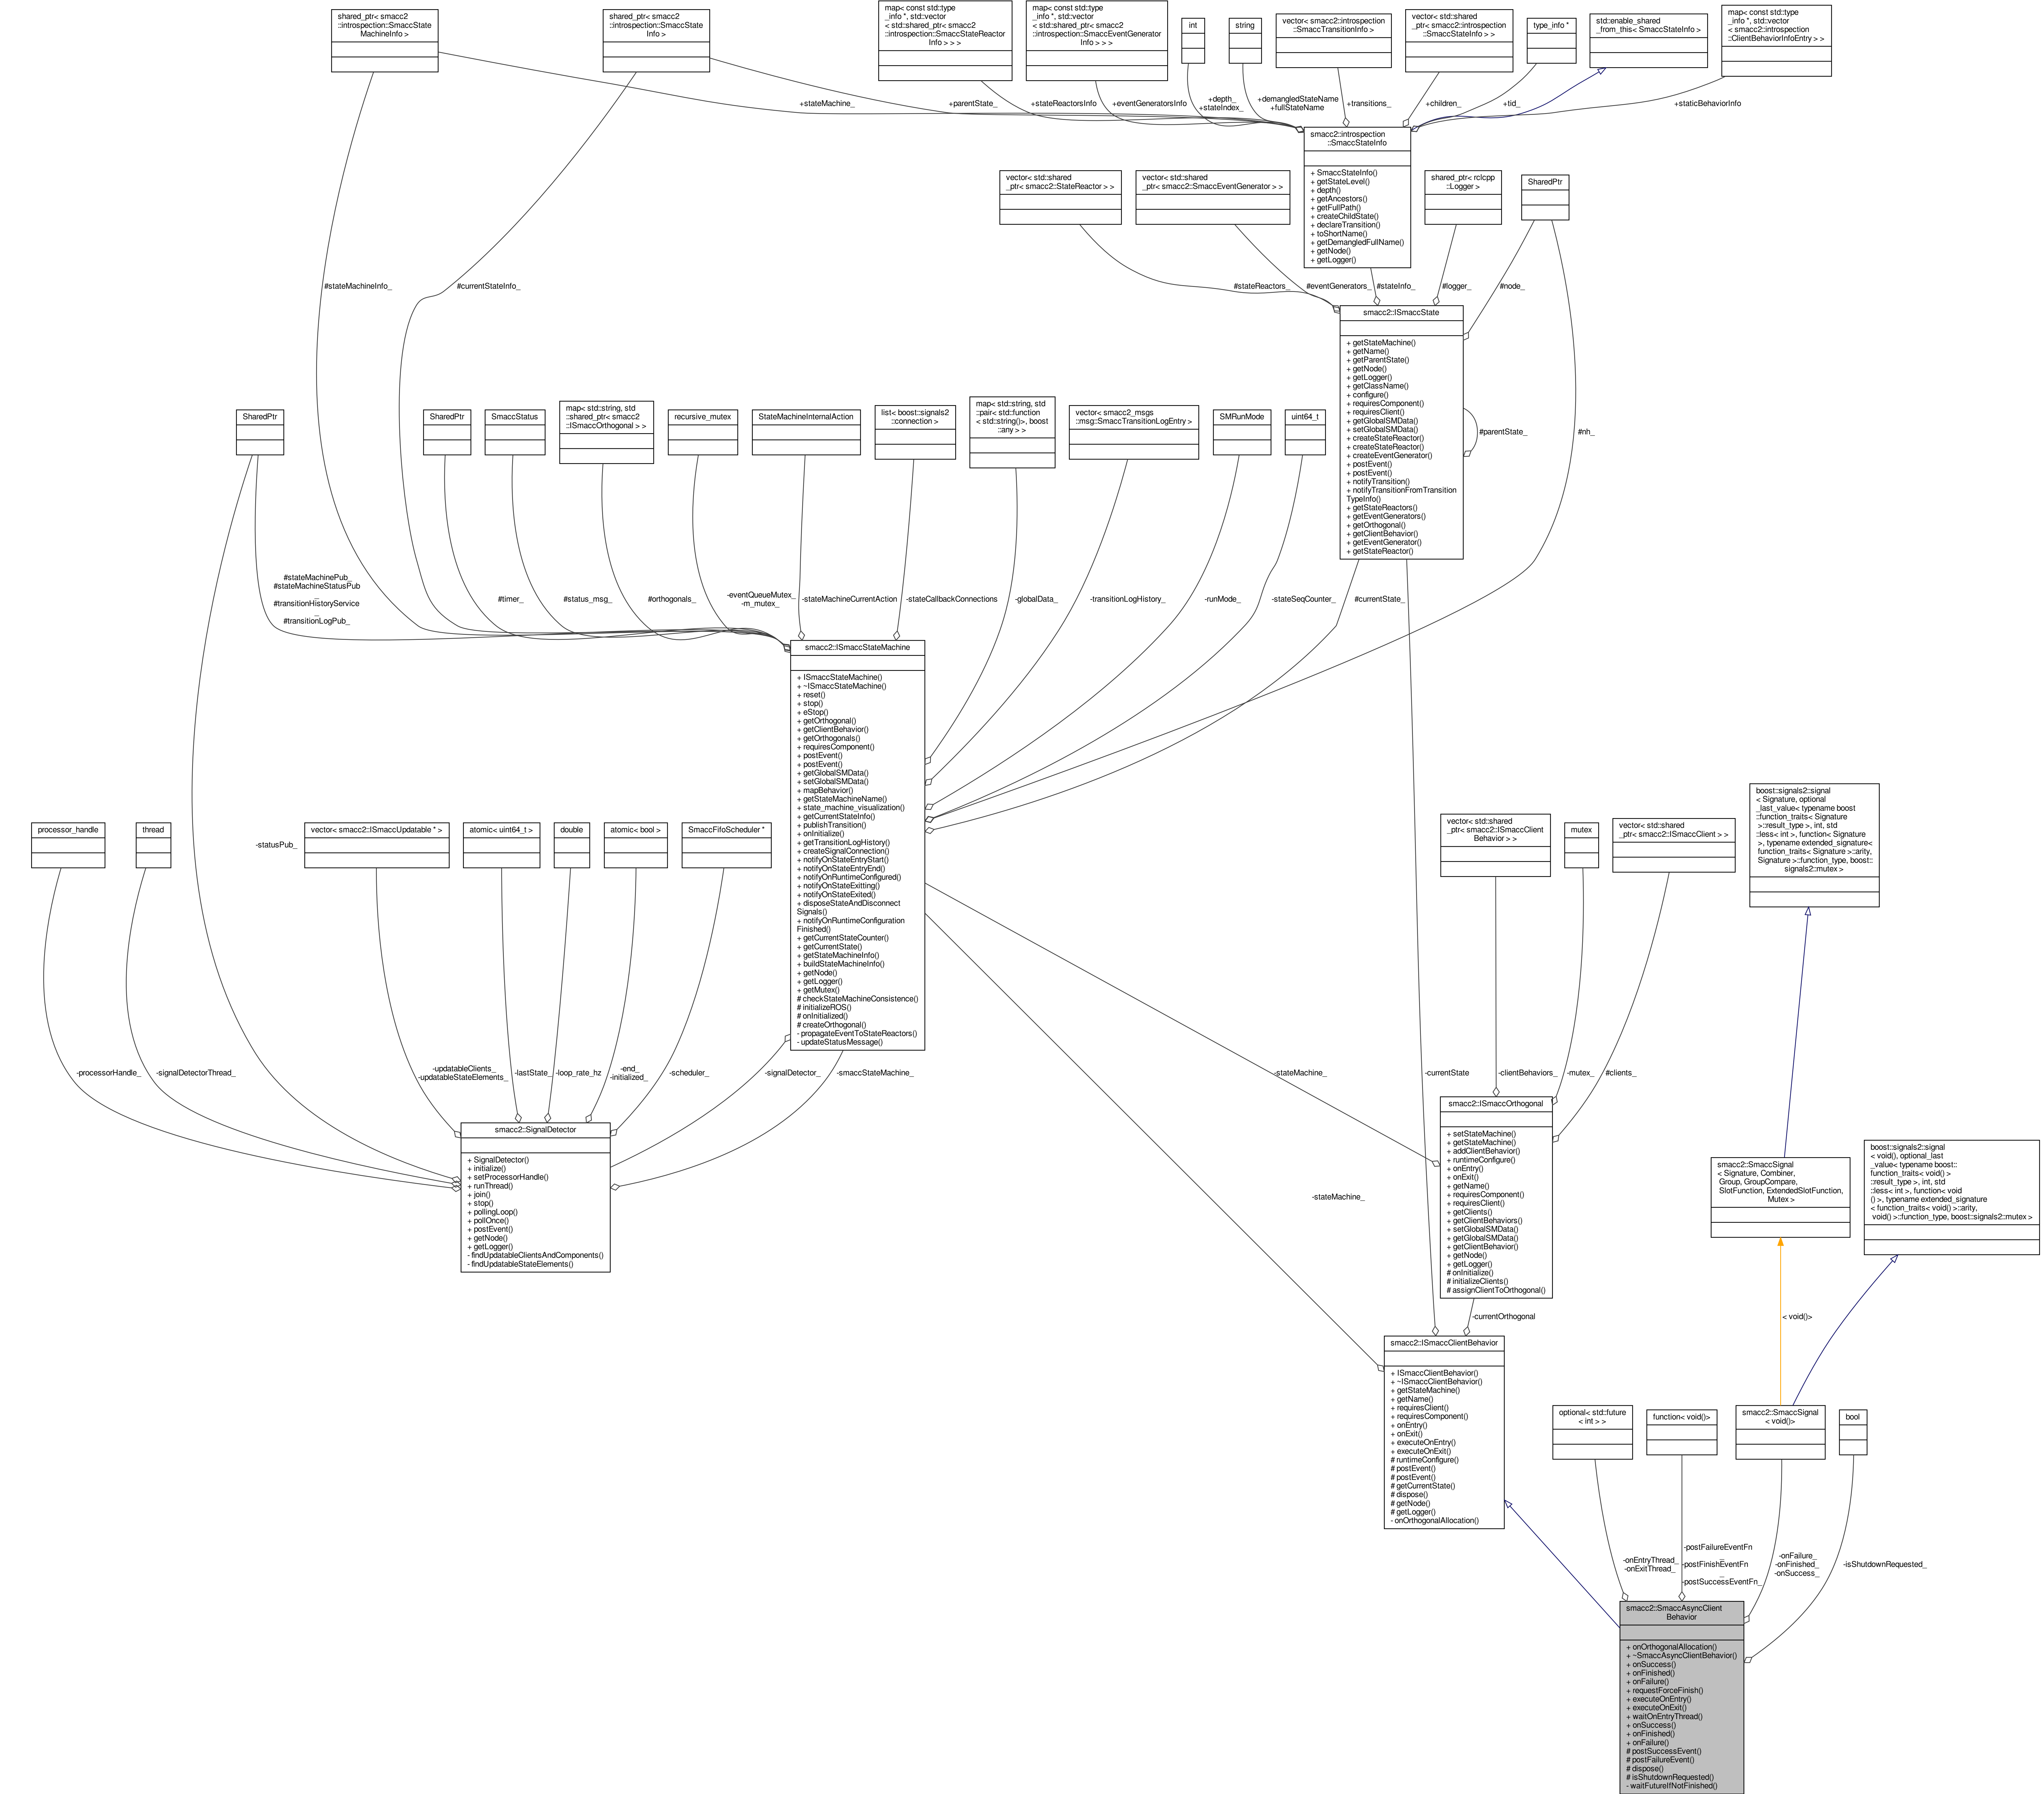 shared_ptr< smacc2
::introspection::SmaccState
MachineInfo >
shared_ptr< smacc2
::introspection::SmaccState
Info >
map< const std::type
_info *, std::vector
< std::shared_ptr< smacc2
::introspection::SmaccStateReactor
Info > > >
map< const std::type
_info *, std::vector
< std::shared_ptr< smacc2
::introspection::SmaccEventGenerator
Info > > >
int
string
vector< smacc2::introspection
::SmaccTransitionInfo >
vector< std::shared
_ptr< smacc2::introspection
::SmaccStateInfo > >
type_info *
std::enable_shared
_from_this< SmaccStateInfo >
map< const std::type
_info *, std::vector
< smacc2::introspection
::ClientBehaviorInfoEntry > >
+stateMachine_
+parentState_
+stateReactorsInfo
+eventGeneratorsInfo
+depth_
+stateIndex_
+demangledStateName
+fullStateName
+transitions_
+children_
+tid_
+staticBehaviorInfo
smacc2::introspection
::SmaccStateInfo
+ SmaccStateInfo()
+ getStateLevel()
+ depth()
+ getAncestors()
+ getFullPath()
+ createChildState()
+ declareTransition()
+ toShortName()
+ getDemangledFullName()
+ getNode()
+ getLogger()
vector< std::shared
_ptr< smacc2::StateReactor > >
vector< std::shared
_ptr< smacc2::SmaccEventGenerator > >
shared_ptr< rclcpp
::Logger >
SharedPtr
#stateMachineInfo_
#currentStateInfo_
#stateReactors_
#eventGenerators_
#stateInfo_
#logger_
#node_
smacc2::ISmaccState
+ getStateMachine()
+ getName()
+ getParentState()
+ getNode()
+ getLogger()
+ getClassName()
+ configure()
+ requiresComponent()
+ requiresClient()
+ getGlobalSMData()
+ setGlobalSMData()
+ createStateReactor()
+ createStateReactor()
+ createEventGenerator()
+ postEvent()
+ postEvent()
+ notifyTransition()
+ notifyTransitionFromTransition
TypeInfo()
+ getStateReactors()
+ getEventGenerators()
+ getOrthogonal()
+ getClientBehavior()
+ getEventGenerator()
+ getStateReactor()
#parentState_
#nh_
SharedPtr
SharedPtr
SmaccStatus
map< std::string, std
::shared_ptr< smacc2
::ISmaccOrthogonal > >
recursive_mutex
StateMachineInternalAction
list< boost::signals2
::connection >
map< std::string, std
::pair< std::function
< std::string()>, boost
::any > >
vector< smacc2_msgs
::msg::SmaccTransitionLogEntry >
SMRunMode
uint64_t
#stateMachinePub_
#stateMachineStatusPub
_
#transitionHistoryService
_
#transitionLogPub_
#timer_
#status_msg_
#orthogonals_
-eventQueueMutex_
-m_mutex_
-stateMachineCurrentAction
-stateCallbackConnections
-globalData_
-transitionLogHistory_
-runMode_
-stateSeqCounter_
#currentState_
smacc2::ISmaccStateMachine
+ ISmaccStateMachine()
+ ~ISmaccStateMachine()
+ reset()
+ stop()
+ eStop()
+ getOrthogonal()
+ getClientBehavior()
+ getOrthogonals()
+ requiresComponent()
+ postEvent()
+ postEvent()
+ getGlobalSMData()
+ setGlobalSMData()
+ mapBehavior()
+ getStateMachineName()
+ state_machine_visualization()
+ getCurrentStateInfo()
+ publishTransition()
+ onInitialize()
+ getTransitionLogHistory()
+ createSignalConnection()
+ notifyOnStateEntryStart()
+ notifyOnStateEntryEnd()
+ notifyOnRuntimeConfigured()
+ notifyOnStateExitting()
+ notifyOnStateExited()
+ disposeStateAndDisconnect
Signals()
+ notifyOnRuntimeConfiguration
Finished()
+ getCurrentStateCounter()
+ getCurrentState()
+ getStateMachineInfo()
+ buildStateMachineInfo()
+ getNode()
+ getLogger()
+ getMutex()
# checkStateMachineConsistence()
# initializeROS()
# onInitialized()
# createOrthogonal()
- propagateEventToStateReactors()
- updateStatusMessage()
processor_handle
thread
-statusPub_
vector< smacc2::ISmaccUpdatable * >
atomic< uint64_t >
double
atomic< bool >
SmaccFifoScheduler *
-processorHandle_
-signalDetectorThread_
-updatableClients_
-updatableStateElements_
-lastState_
-loop_rate_hz
-end_
-initialized_
-scheduler_
-signalDetector_
-smaccStateMachine_
smacc2::SignalDetector
+ SignalDetector()
+ initialize()
+ setProcessorHandle()
+ runThread()
+ join()
+ stop()
+ pollingLoop()
+ pollOnce()
+ postEvent()
+ getNode()
+ getLogger()
- findUpdatableClientsAndComponents()
- findUpdatableStateElements()
vector< std::shared
_ptr< smacc2::ISmaccClient
Behavior > >
mutex
vector< std::shared
_ptr< smacc2::ISmaccClient > >
boost::signals2::signal
< Signature, optional
_last_value< typename boost
::function_traits< Signature
>::result_type >, int, std
::less< int >, function< Signature
>, typename extended_signature<
function_traits< Signature >::arity,
Signature >::function_type, boost::
signals2::mutex >
-stateMachine_
-currentState
-clientBehaviors_
-mutex_
#clients_
smacc2::ISmaccOrthogonal
+ setStateMachine()
+ getStateMachine()
+ addClientBehavior()
+ runtimeConfigure()
+ onEntry()
+ onExit()
+ getName()
+ requiresComponent()
+ requiresClient()
+ getClients()
+ getClientBehaviors()
+ setGlobalSMData()
+ getGlobalSMData()
+ getClientBehavior()
+ getNode()
+ getLogger()
# onInitialize()
# initializeClients()
# assignClientToOrthogonal()
smacc2::SmaccSignal
< Signature, Combiner,
Group, GroupCompare,
SlotFunction, ExtendedSlotFunction,
Mutex >
boost::signals2::signal
< void(), optional_last
_value< typename boost::
function_traits< void() >
::result_type >, int, std
::less< int >, function< void
() >, typename extended_signature
< function_traits< void() >::arity,
void() >::function_type, boost::signals2::mutex >
-stateMachine_
-currentOrthogonal
< void()>
smacc2::ISmaccClientBehavior
+ ISmaccClientBehavior()
+ ~ISmaccClientBehavior()
+ getStateMachine()
+ getName()
+ requiresClient()
+ requiresComponent()
+ onEntry()
+ onExit()
+ executeOnEntry()
+ executeOnExit()
# runtimeConfigure()
# postEvent()
# postEvent()
# getCurrentState()
# dispose()
# getNode()
# getLogger()
- onOrthogonalAllocation()
optional< std::future
< int > >
function< void()>
smacc2::SmaccSignal
< void()>
bool
-onEntryThread_
-onExitThread_
-postFailureEventFn
_
-postFinishEventFn
_
-postSuccessEventFn_
-onFailure_
-onFinished_
-onSuccess_
-isShutdownRequested_
smacc2::SmaccAsyncClient
Behavior
+ onOrthogonalAllocation()
+ ~SmaccAsyncClientBehavior()
+ onSuccess()
+ onFinished()
+ onFailure()
+ requestForceFinish()
+ executeOnEntry()
+ executeOnExit()
+ waitOnEntryThread()
+ onSuccess()
+ onFinished()
+ onFailure()
# postSuccessEvent()
# postFailureEvent()
# dispose()
# isShutdownRequested()
- waitFutureIfNotFinished()